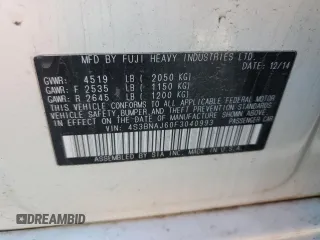 MFD BY FUJI HEAVY INDUSTRIES LTD.
12/14
GVWR: 4519 LB ( 2050 KG)
GAWR: F 2535 LB ( 1150 KG)
GAWR: R 2645 LB ( 1200 KG)
THIS VEHICLE CONFORMS TO ALL APPLICABLE FEDERAL MOTOR
VEHICLE SAFETY, BUMPER, AND THEFT PREVENTION STANDARDS IN
EFFECT ON THE DATE OF MANUFACTURE SHOWN ABOVE.
VIN: 4S3BNAJ60F3040993
PASSENGER CAR
ASSEMBLED BY SIA, INC. MADE IN U.S.A.
DREAMBID